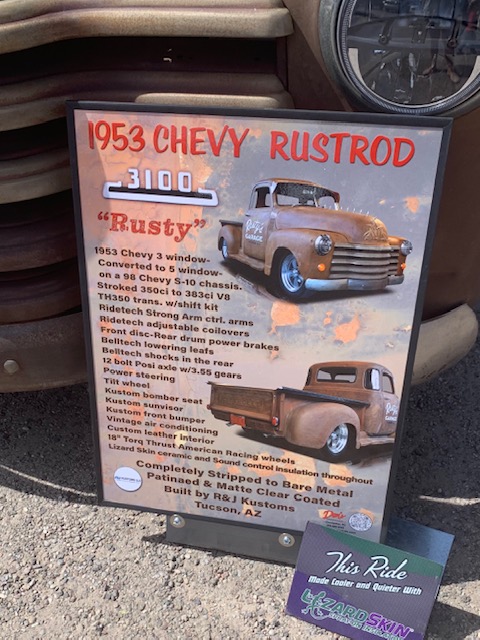 1953 CHEVY RUSTROD
3100
"Rusty"
1953 Chevy 3 window-
Converted to 5 window-
on a 98 Chevy S-10 chassis.
Stroked 350ci to 383ci V8
TH350 trans. w/shift kit
Ridetech Strong Arm ctrl. arms
Ridetech adjustable coilovers
Front disc-Rear drum power brakes
Belltech lowering leafs
Belltech shocks in the rear
12 bolt Posi axle w/3.55 gears
Power steering
Tilt wheel
Kustom bomber seat
Kustom sunvisor
Kustom front bumper
Vintage air conditioning
Custom leather interior
18" Torq Thrust American Racing wheels
Lizard Skin ceramic and Sound control insulation throughout
Completely Stripped to Bare Metal
Patinaed & Matte Clear Coated
Built by R&J Kustoms
Tucson, AZ
Rusty's
GARAGE
This Ride
Made Cooler and Quieter With
LIZARDSKIN